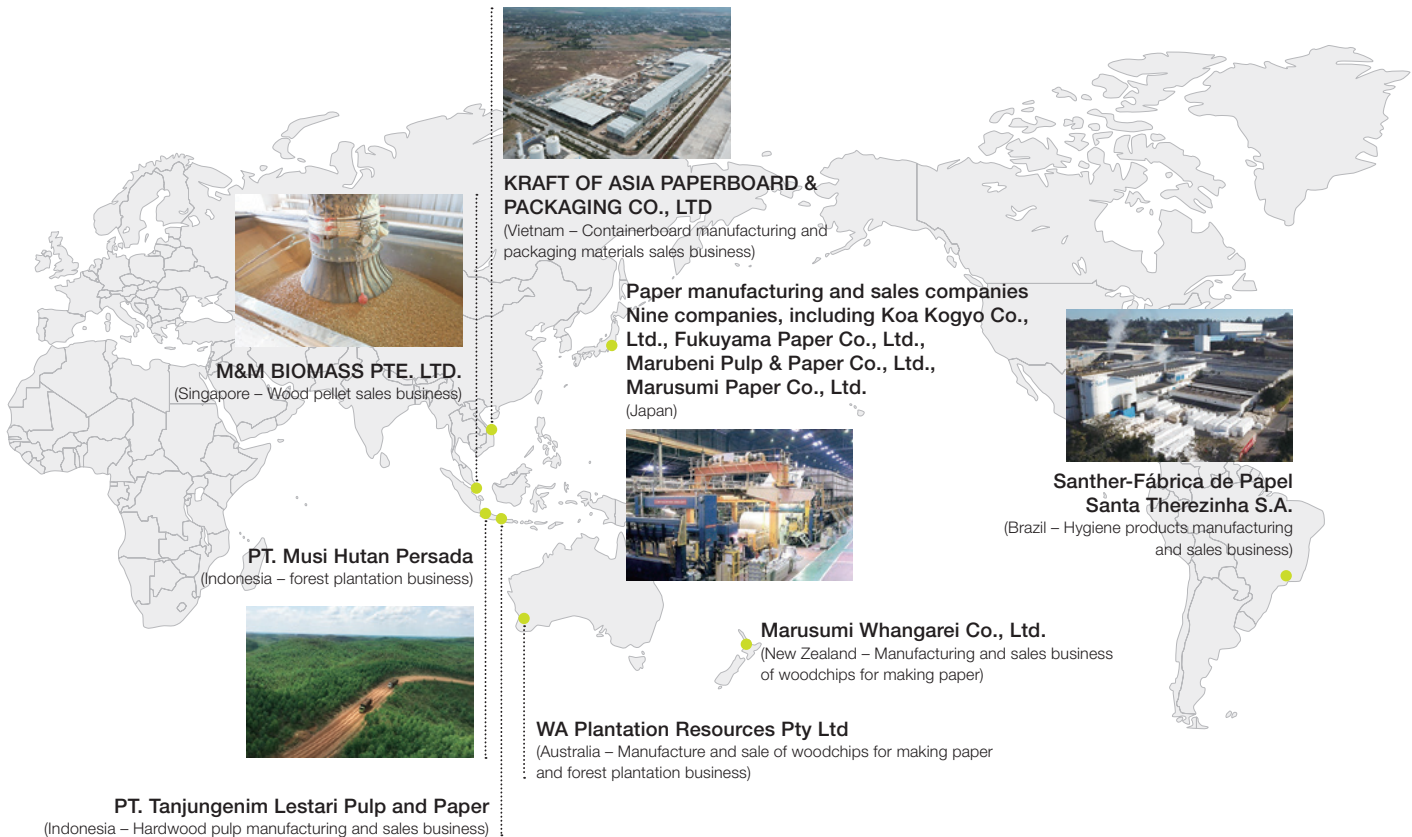 KRAFT OF ASIA PAPERBOARD &
PACKAGING CO., LTD
(Vietnam – Containerboard manufacturing and
packaging materials sales business)
M&M BIOMASS PTE. LTD.
(Singapore – Wood pellet sales business)
Paper manufacturing and sales companies
Nine companies, including Koa Kogyo Co.,
Ltd., Fukuyama Paper Co., Ltd.,
Marubeni Pulp & Paper Co., Ltd.,
Marusumi Paper Co., Ltd.
(Japan)
Santher-Fábrica de Papel
Santa Therezinha S.A.
(Brazil – Hygiene products manufacturing
and sales business)
PT. Musi Hutan Persada
(Indonesia – forest plantation business)
Marusumi Whangarei Co., Ltd.
(New Zealand – Manufacturing and sales business
of woodchips for making paper)
WA Plantation Resources Pty Ltd
(Australia – Manufacture and sale of woodchips for making paper
and forest plantation business)
PT. Tanjungenim Lestari Pulp and Paper
(Indonesia – Hardwood pulp manufacturing and sales business)